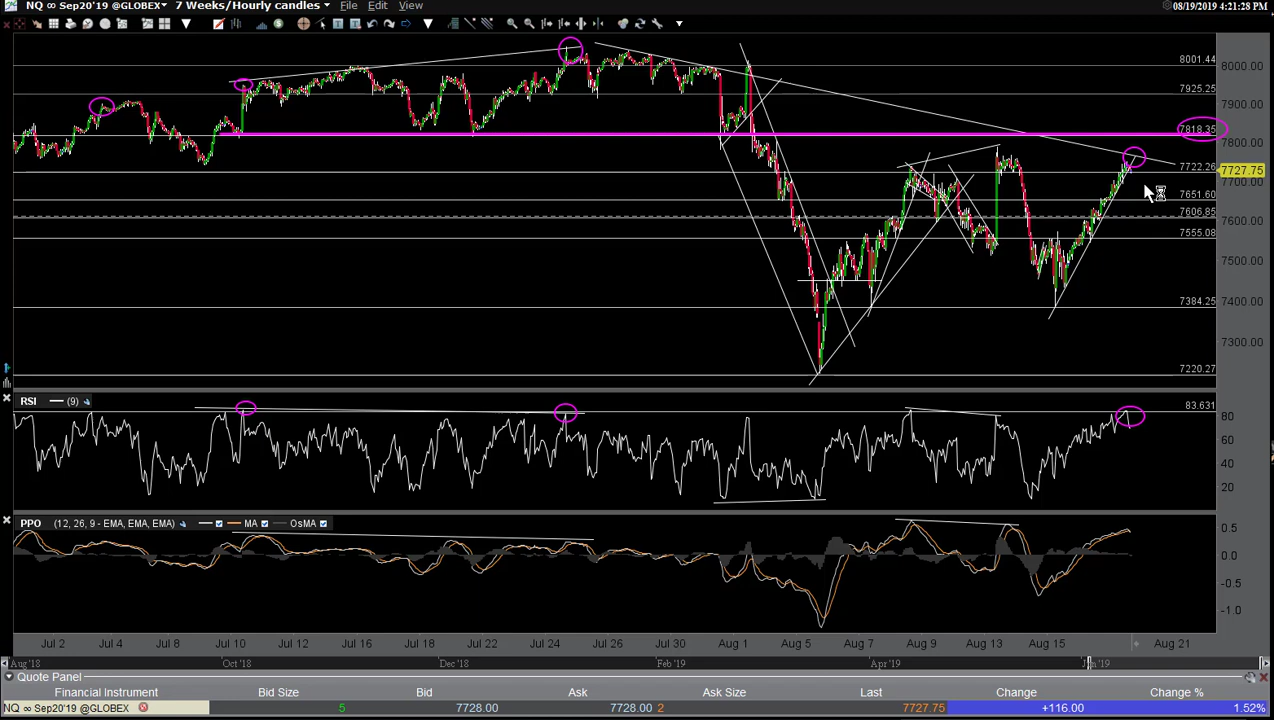 NQ ∞ Sep20'19 @GLOBEX 7 Weeks/Hourly candles File Edit View 08/19/2019 4:21:28 PM
8001.44 8000.00
7925.25 7900.00
7818.35 7800.00
7722.26 7727.75
7700.00
7651.60
7606.85 7600.00
7555.08
7500.00
7384.25 7400.00
7300.00
7220.27
RSI (9)
83.631
80
60
40
20
PPO (12, 26, 9 - EMA, EMA, EMA) MA OsMA
0.5
0.0
-0.5
-1.0
Jul 2 Jul 4 Jul 8 Jul 10 Jul 12 Jul 16 Jul 18 Jul 22 Jul 24 Jul 26 Jul 30 Aug 1 Aug 5 Aug 7 Aug 9 Aug 13 Aug 15 Aug 21
Aug '18 Oct '18 Dec '18 Feb '19 Apr '19 Jun '19
Quote Panel
Financial Instrument Bid Size Bid Ask Ask Size Last Change Change %
NQ ∞ Sep20'19 @GLOBEX 5 7728.00 7728.00 2 7727.75 +116.00 1.52%